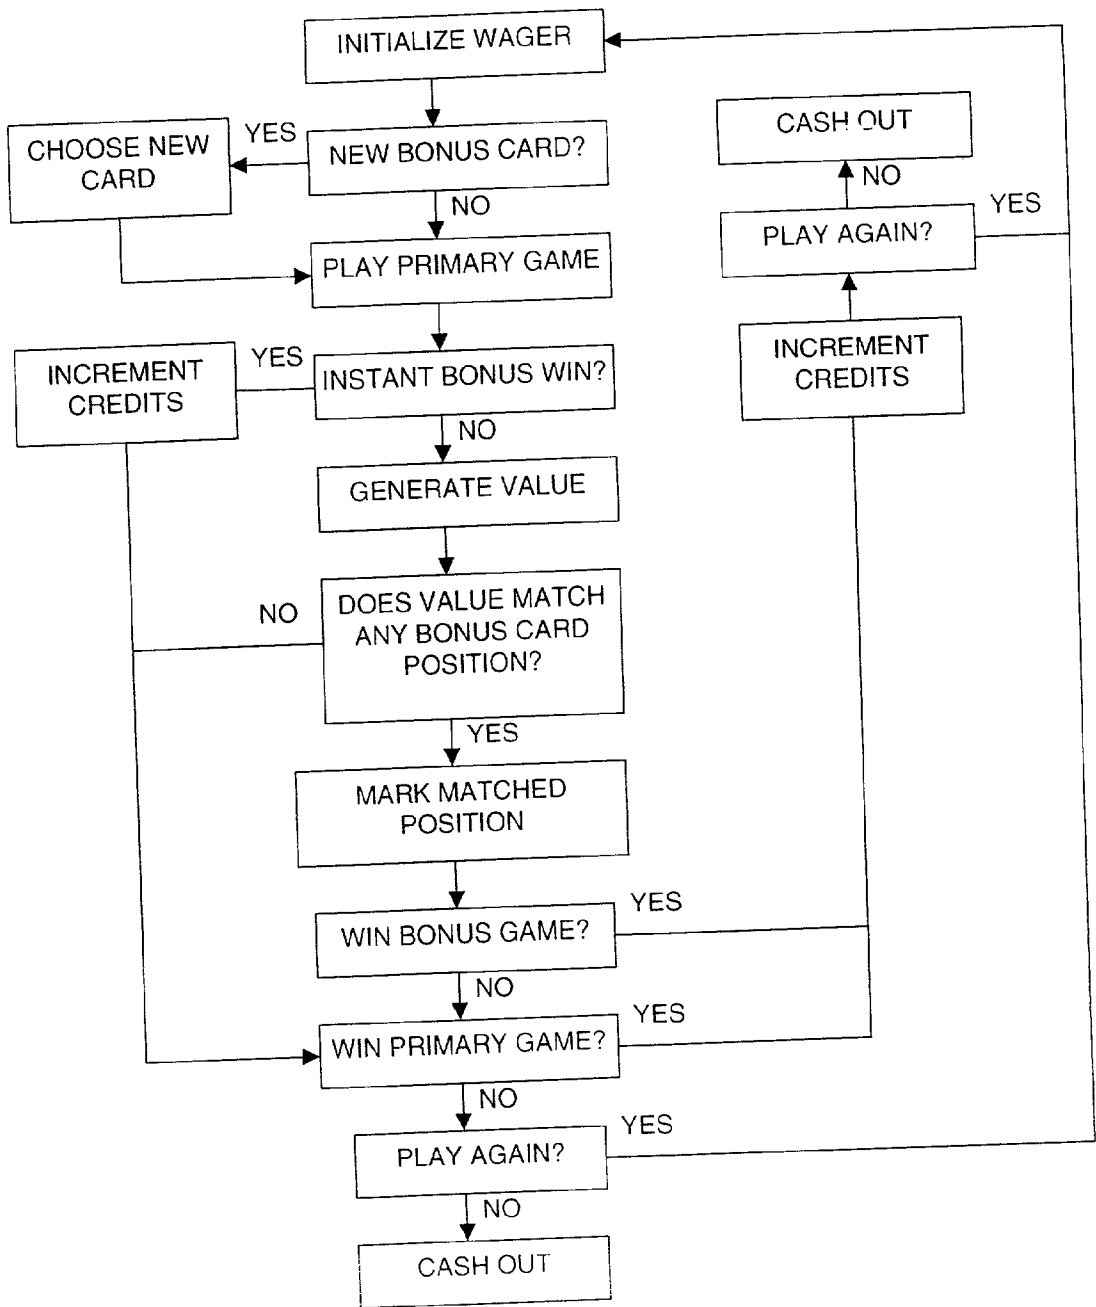 INITIALIZE WAGER
CASH OUT
CHOOSE NEW
CARD
YES
NEW BONUS CARD?
NO
NO
PLAY AGAIN?
YES
PLAY PRIMARY GAME
INCREMENT
CREDITS
YES
INSTANT BONUS WIN?
INCREMENT
CREDITS
NO
GENERATE VALUE
NO
DOES VALUE MATCH
ANY BONUS CARD
POSITION?
YES
MARK MATCHED
POSITION
WIN BONUS GAME?
YES
NO
WIN PRIMARY GAME?
YES
NO
PLAY AGAIN?
YES
NO
CASH OUT